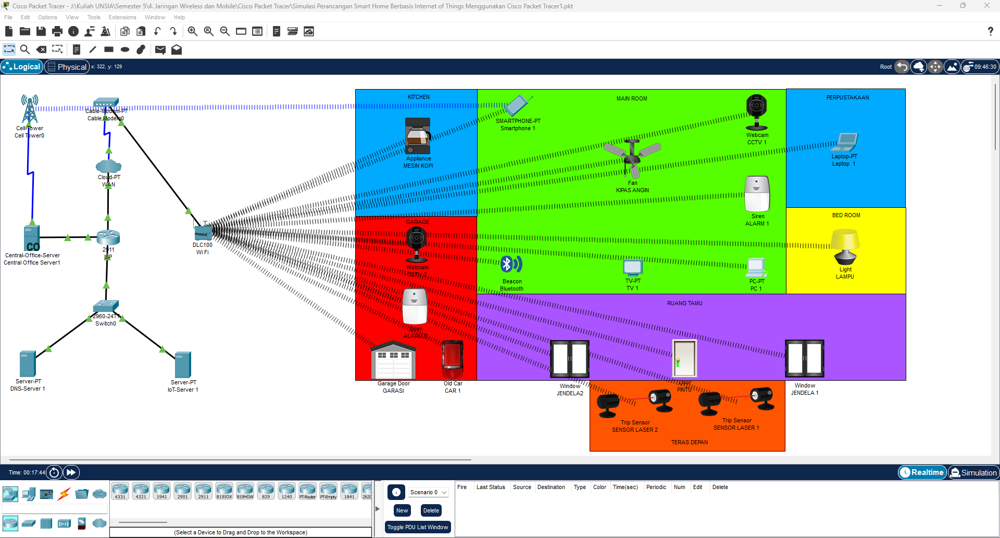 Cisco Packet Tracer - J:\Kuliah UNSIA\Semester 5\4. Jaringan Wireless dan Mobile\Cisco Packet Tracer\Simulasi Perancangan Smart Home Berbasis Internet of Things Menggunakan Cisco Packet Tracer1.pkt
File Edit Options View Tools Extensions Window Help
Logical Physical x: 322, y: 129 Root 09:46:30
KITCHEN
MAIN ROOM
PERPUSTAKAAN
Cable-Modem-PT
Cable Modem0
Cell-Tower
Cell Tower0
SMARTPHONE-PT
Smartphone 1
Webcam
CCTV 1
Appliance
MESIN KOPI
Laptop-PT
Laptop 1
Cloud-PT
WAN
Fan
KIPAS ANGIN
Siren
ALARM 1
BED ROOM
GARAGE
DLC100
Wi Fi
CO
Central-Office-Server
Central Office Server1
2911
ISP
Webcam
CCTV 2
Beacon
Bluetooth
TV-PT
TV 1
PC-PT
PC 1
Light
LAMPU
RUANG TAMU
2960-24TT
Switch0
Siren
ALARM 2
Server-PT
DNS-Server 1
Server-PT
IoT-Server 1
Garage Door
GARASI
Old Car
CAR 1
Window
JENDELA2
Door
PINTU
Window
JENDELA 1
Trip Sensor
SENSOR LASER 2
Trip Sensor
SENSOR LASER 1
TERAS DEPAN
Time: 00:17:44 Realtime Simulation
4331 4321 1941 2901 2911 819IOX 819HGW 829 1240 PT-Router PT-Empty 1841 2620
(Select a Device to Drag and Drop to the Workspace)
Scenario 0
New Delete
Toggle PDU List Window
Fire Last Status Source Destination Type Color Time(sec) Periodic Num Edit Delete